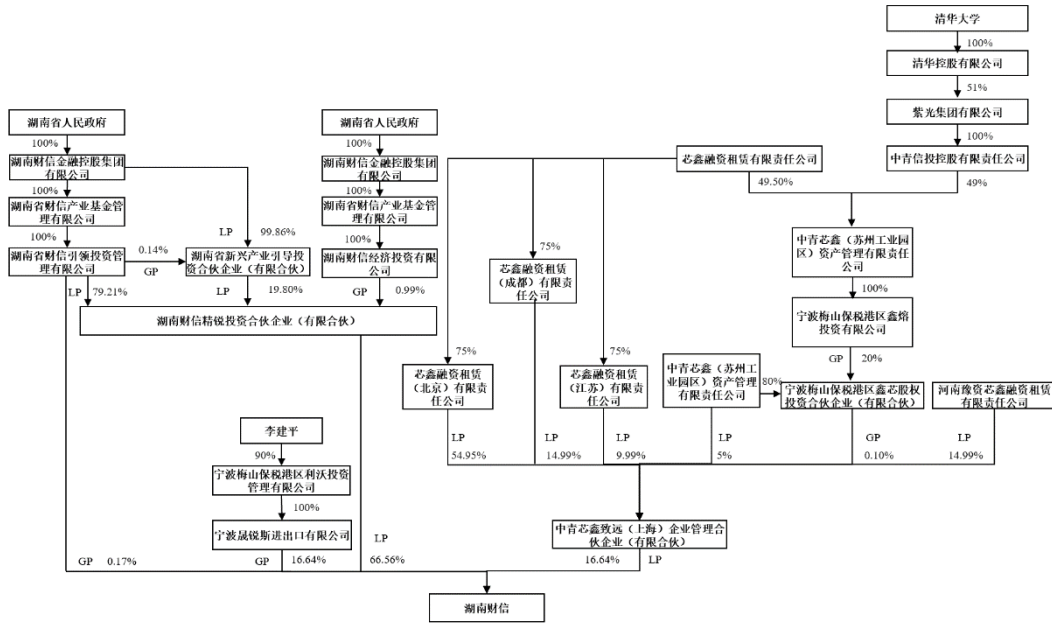 清华大学
100%
清华控股有限公司
51%
湖南省人民政府
湖南省人民政府
紫光集团有限公司
100%
100%
100%
湖南财信金融控股集团
有限公司
湖南财信金融控股集团
有限公司
芯鑫融资租赁有限责任公司
中青信投控股有限责任公司
49.50%
49%
100%
100%
湖南省财信产业基金管
理有限公司
湖南省财信产业基金管
理有限公司
LP
99.86%
100%
0.14%
GP
100%
75%
中青芯鑫（苏州工业园
区）资产管理有限责任
公司
湖南省财信引领投资管
理有限公司
湖南省新兴产业引导投
资合伙企业（有限合伙）
湖南财信经济投资有限
公司
芯鑫融资租赁
（成都）有限责
任公司
LP
79.21%
LP
19.80%
GP
0.99%
100%
湖南财信精锐投资合伙企业（有限合伙）
宁波梅山保税港区鑫熔
投资有限公司
75%
75%
GP
20%
芯鑫融资租赁
（北京）有限责
任公司
芯鑫融资租赁
（江苏）有限责
任公司
中青芯鑫（苏州工
业园区）资产管理
有限责任公司
80%
宁波梅山保税港区鑫芯股权
投资合伙企业（有限合伙）
河南豫资芯鑫融资租赁
有限责任公司
李建平
LP
LP
LP
LP
GP
LP
90%
54.95%
14.99%
9.99%
5%
0.10%
14.99%
宁波梅山保税港区利沃投资
管理有限公司
100%
宁波晟锐斯进出口有限公司
中青芯鑫致远（上海）企业管理合
伙企业（有限合伙）
LP
GP
0.17%
GP
16.64%
66.56%
16.64%
LP
湖南财信